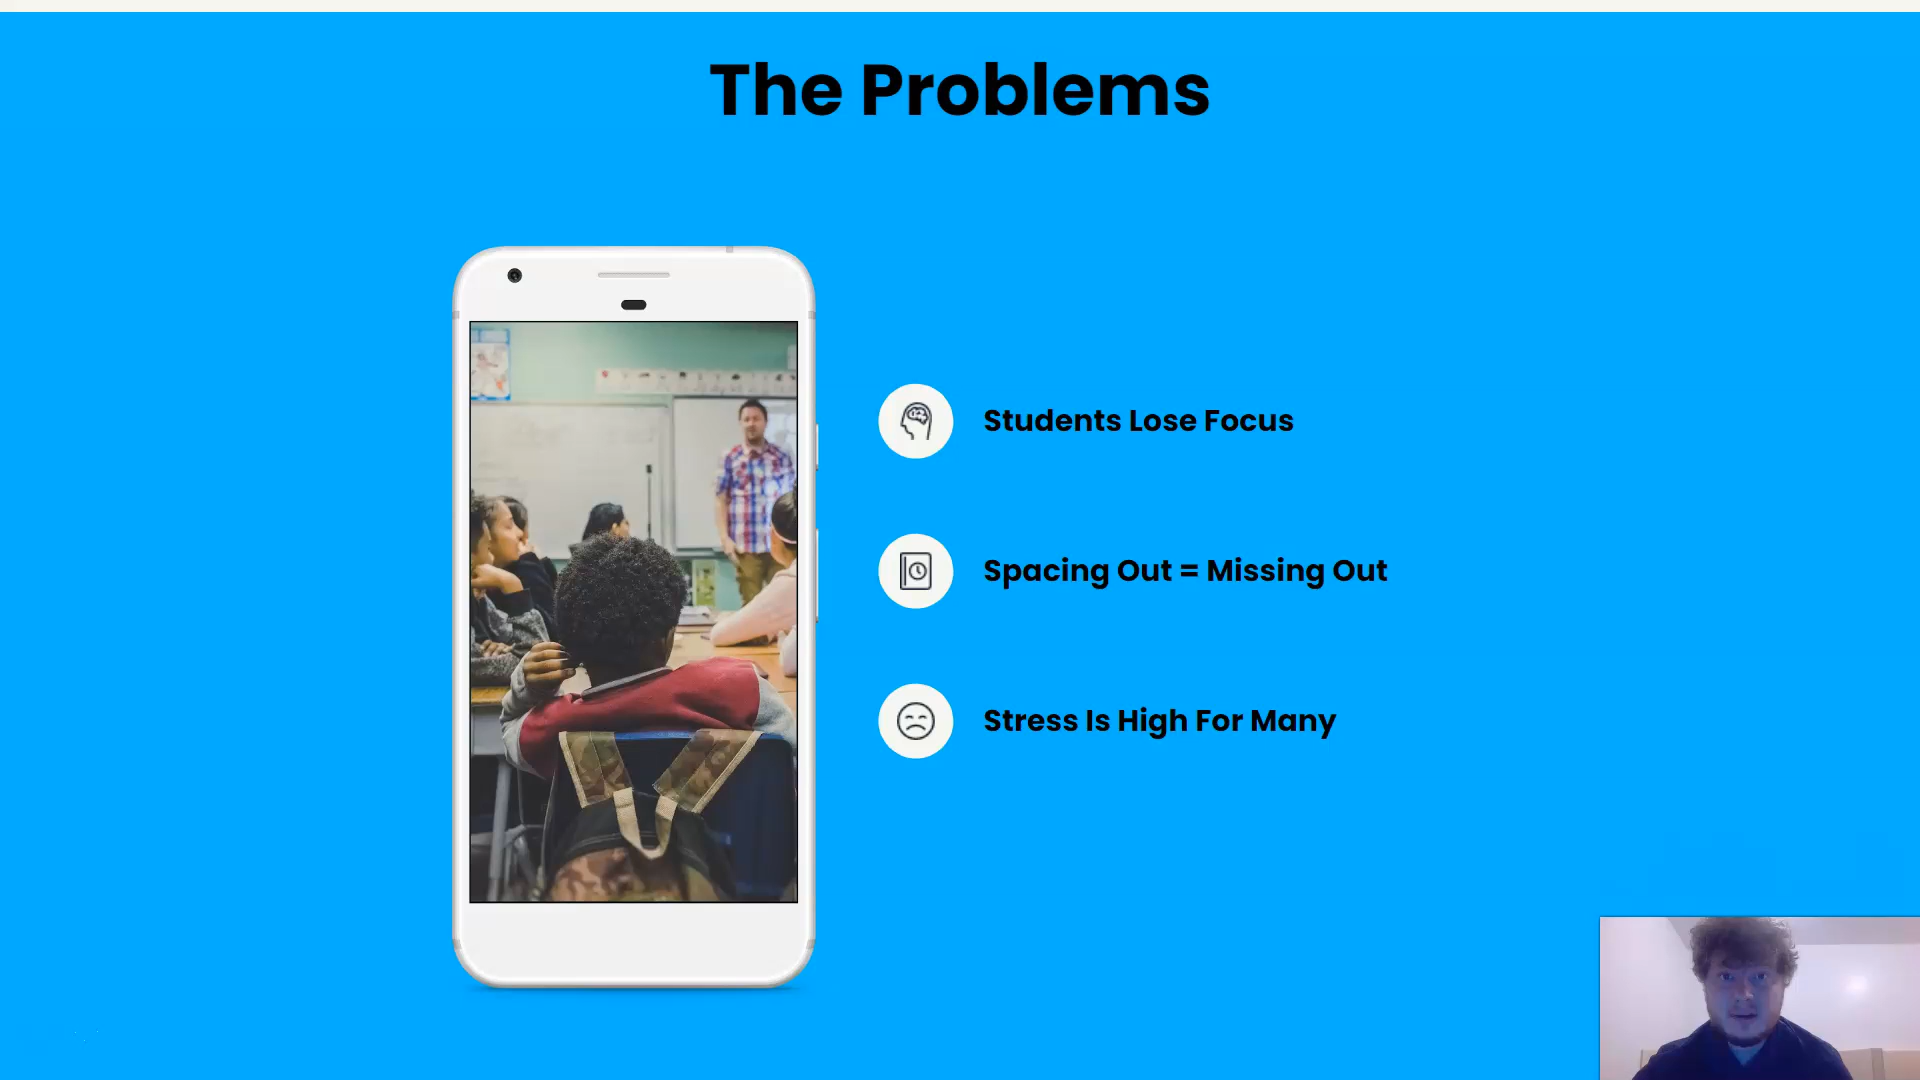 The Problems
Students Lose Focus
Spacing Out = Missing Out
Stress Is High For Many